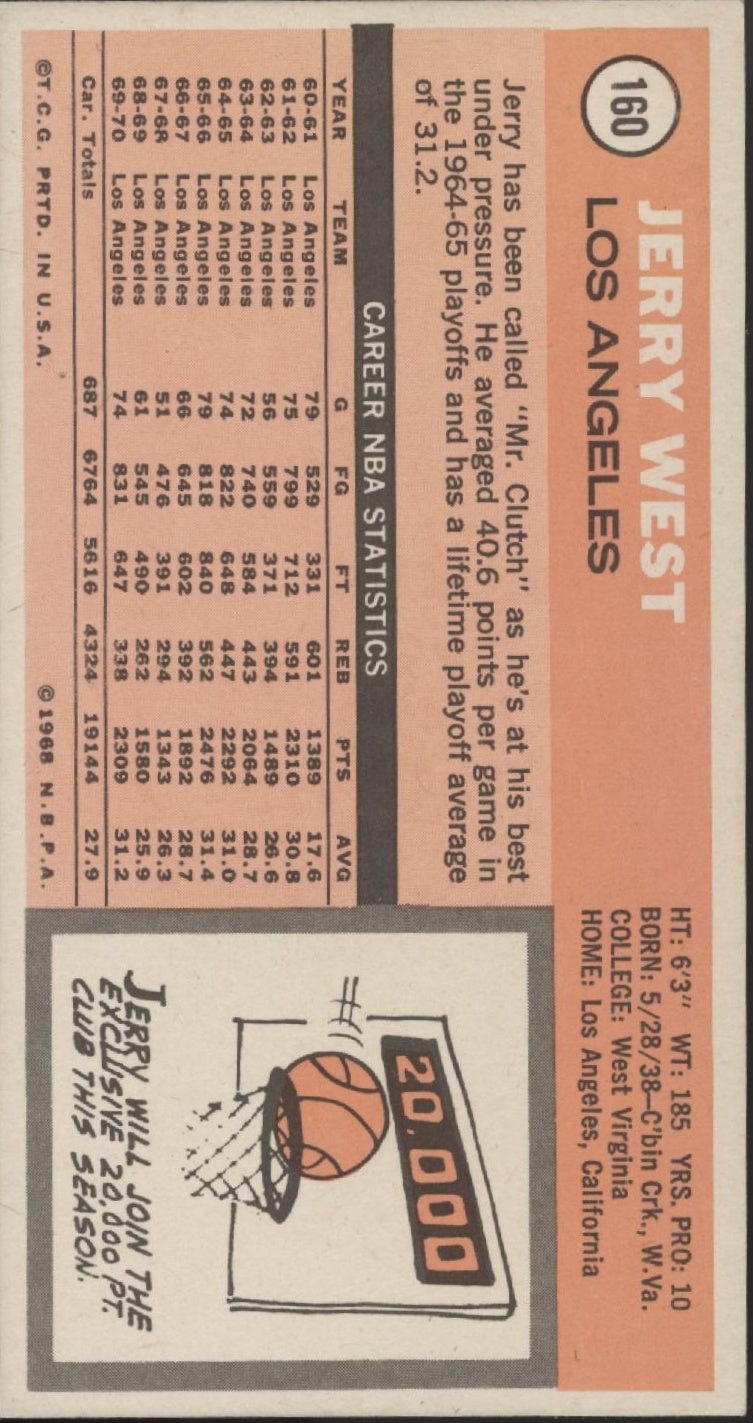 160
JERRY WEST
LOS ANGELES
HT: 6'3" WT: 185 YRS. PRO: 10
BORN: 5/28/38—C'bin Crk., W.Va.
COLLEGE: West Virginia
HOME: Los Angeles, California
Jerry has been called "Mr. Clutch" as he's at his best
under pressure. He averaged 40.6 points per game in
the 1964-65 playoffs and has a lifetime playoff average
of 31.2.
CAREER NBA STATISTICS
YEAR TEAM G FG FT REB PTS AVG
60-61 Los Angeles 79 529 331 601 1389 17.6
61-62 Los Angeles 75 799 712 591 2310 30.8
62-63 Los Angeles 56 559 371 394 1489 26.6
63-64 Los Angeles 72 740 584 443 2064 28.7
64-65 Los Angeles 74 822 648 447 2292 31.0
65-66 Los Angeles 79 818 840 562 2476 31.4
66-67 Los Angeles 66 645 602 392 1892 28.7
67-68 Los Angeles 51 476 391 294 1343 26.3
68-69 Los Angeles 61 545 490 262 1580 25.9
69-70 Los Angeles 74 831 647 338 2309 31.2
Car. Totals 687 6764 5616 4324 19144 27.9
©T.C.G. PRTD. IN U.S.A. ©1968 N.B.P.A.
20,000
JERRY WILL JOIN THE
EXCLUSIVE 20,000 PT.
CLUB THIS SEASON.